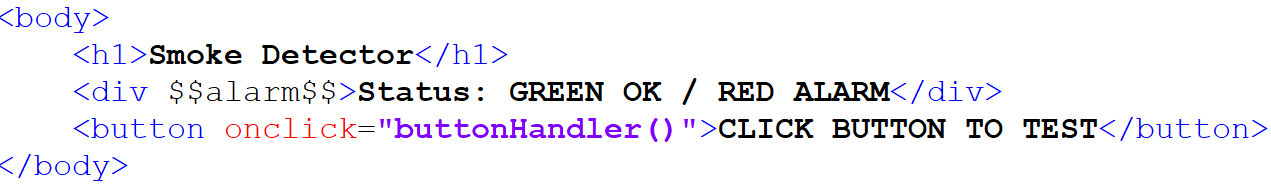 <body>
<h1>Smoke Detector</h1>
<div $$alarm$$>Status: GREEN OK / RED ALARM</div>
<button onclick="buttonHandler()">CLICK BUTTON TO TEST</button>
</body>